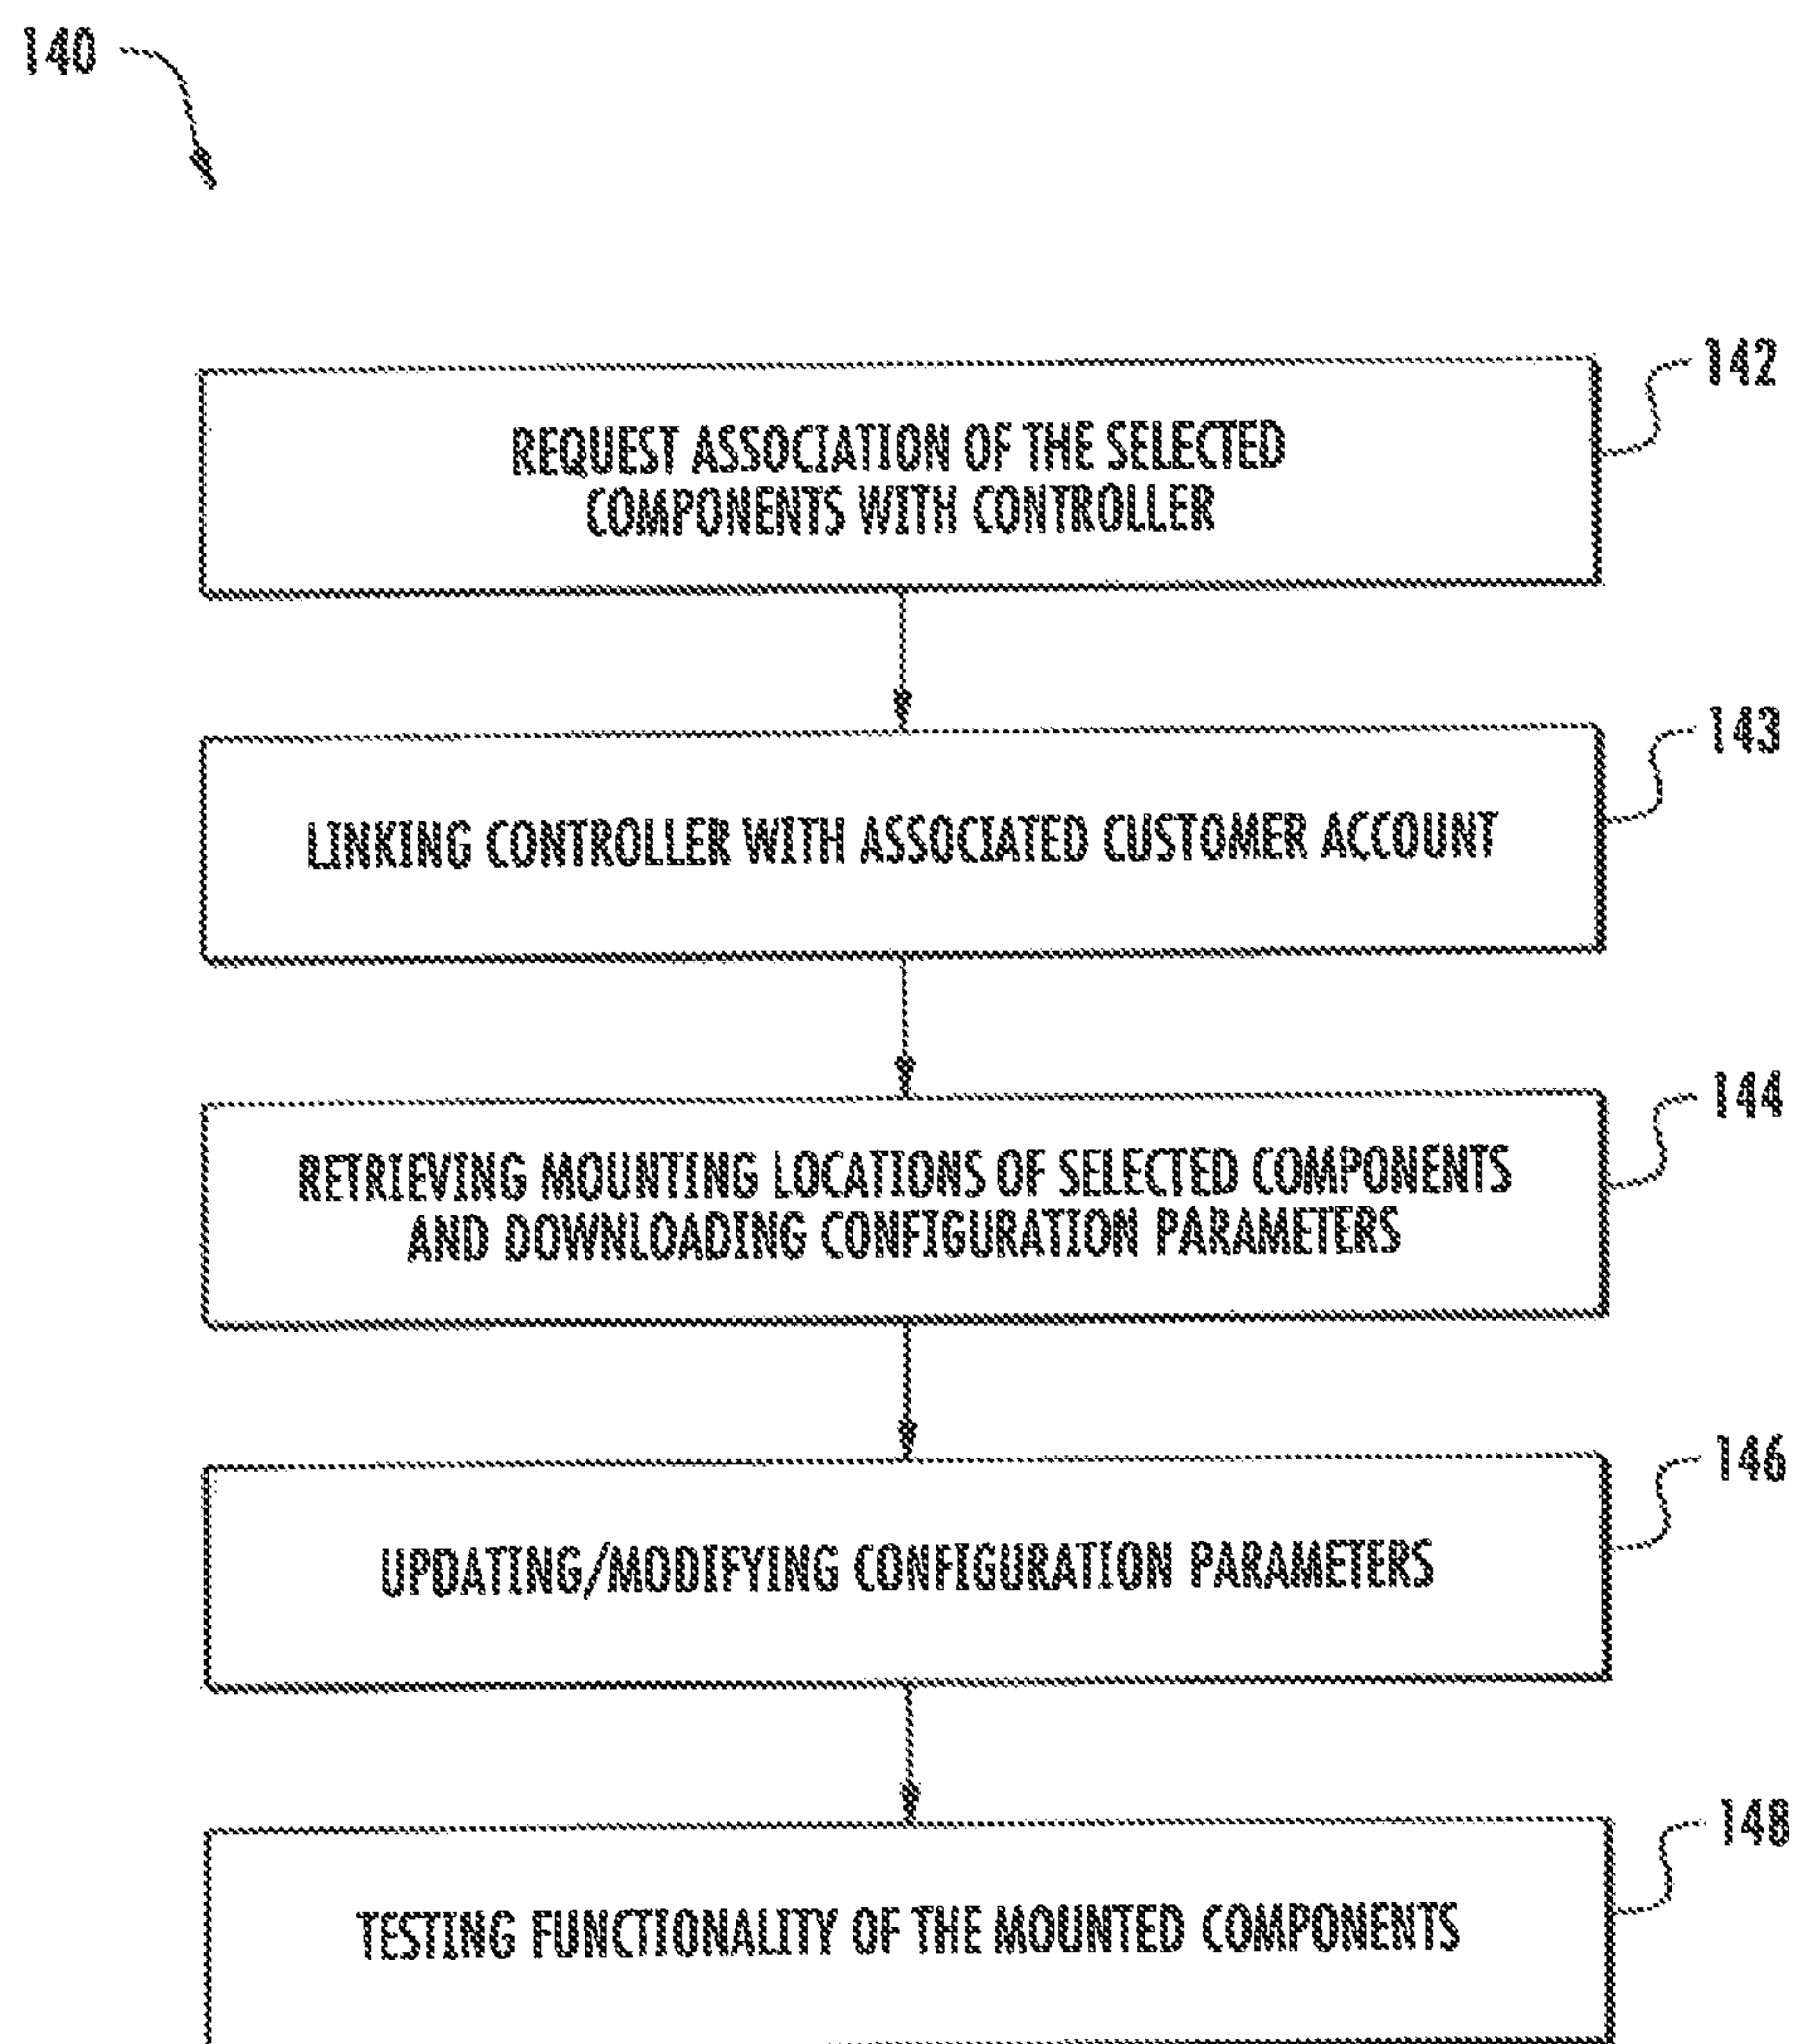 140
142
REQUEST ASSOCIATION OF THE SELECTED
COMPONENTS WITH CONTROLLER
143
LINKING CONTROLLER WITH ASSOCIATED CUSTOMER ACCOUNT
144
RETRIEVING MOUNTING LOCATIONS OF SELECTED COMPONENTS
AND DOWNLOADING CONFIGURATION PARAMETERS
146
UPDATING/MODIFYING CONFIGURATION PARAMETERS
148
TESTING FUNCTIONALITY OF THE MOUNTED COMPONENTS